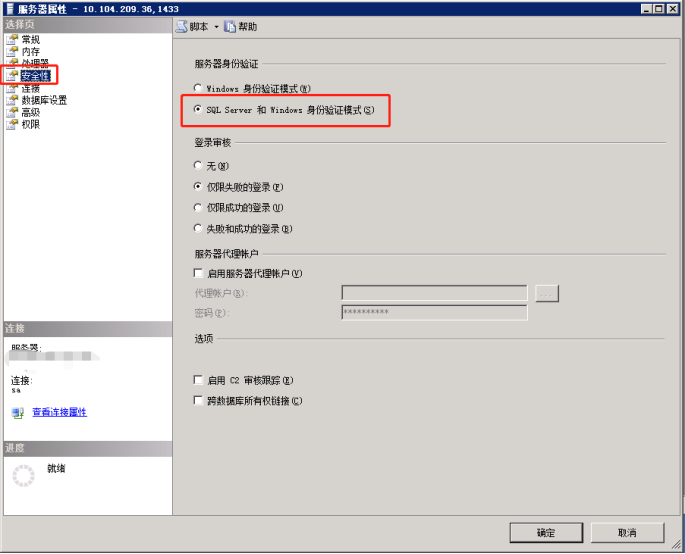 服务器属性 - 10.104.209.36,1433
选择页
常规
内存
处理器
安全性
连接
数据库设置
高级
权限
脚本
帮助
服务器身份验证
Windows 身份验证模式(W)
SQL Server 和 Windows 身份验证模式(S)
登录审核
无(N)
仅限失败的登录(F)
仅限成功的登录(U)
失败和成功的登录(B)
服务器代理帐户
启用服务器代理帐户(V)
代理帐户(R):
...
密码(P):
**********
选项
启用 C2 审核跟踪(E)
跨数据库所有权链接(C)
连接
服务器:
连接:
sa
查看连接属性
进度
就绪
确定
取消